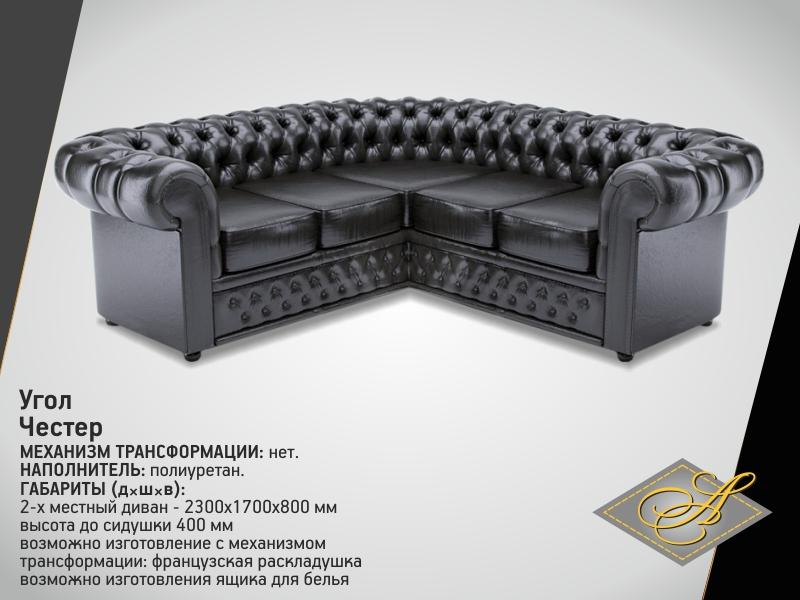 Угол
Честер
МЕХАНИЗМ ТРАНСФОРМАЦИИ: нет.
НАПОЛНИТЕЛЬ: полиуретан.
ГАБАРИТЫ (д×ш×в):
2-х местный диван - 2300х1700х800 мм
высота до сидушки 400 мм
возможно изготовление с механизмом
трансформации: французская раскладушка
возможно изготовления ящика для белья
А